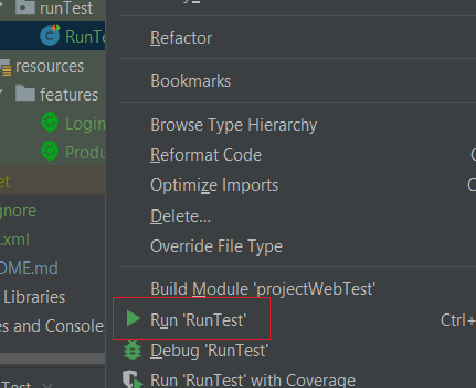 runTest
RunTe
resources
features
Login
Produ
et
gnore
.xml
OME.md
Libraries
es and Console
Test
Refactor
Bookmarks
Browse Type Hierarchy
Reformat Code
Optimize Imports
Delete...
Override File Type
Build Module 'projectWebTest'
Run 'RunTest'
Ctrl+
Debug 'RunTest'
Run 'RunTest' with Coverage